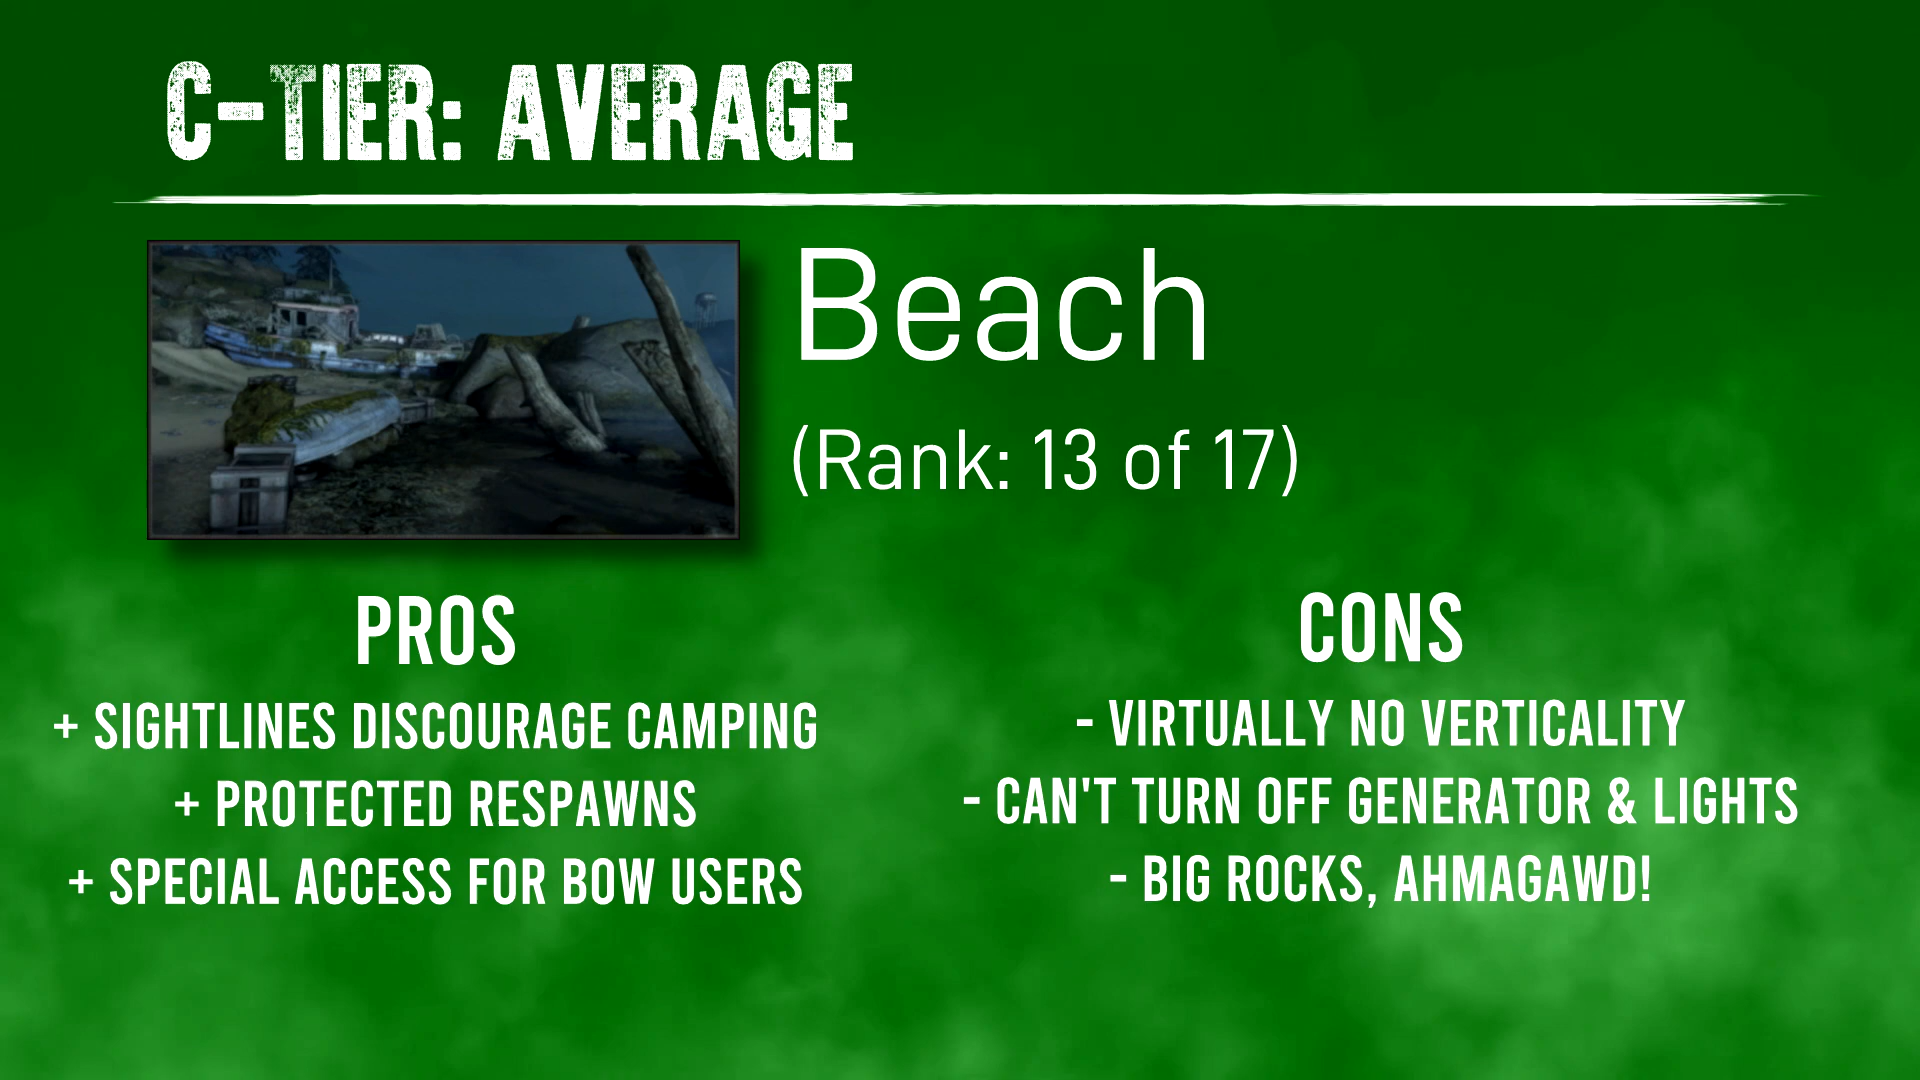 C-TIER: AVERAGE
Beach
(Rank: 13 of 17)
PROS
+ SIGHTLINES DISCOURAGE CAMPING
+ PROTECTED RESPAWNS
+ SPECIAL ACCESS FOR BOW USERS
CONS
- VIRTUALLY NO VERTICALITY
- CAN'T TURN OFF GENERATOR & LIGHTS
- BIG ROCKS, AHMAGAWD!